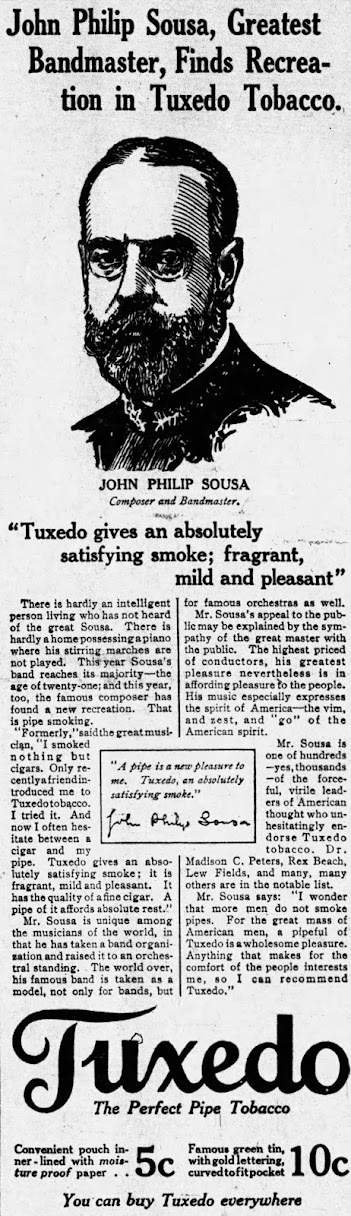 John Philip Sousa, Greatest
Bandmaster, Finds Recrea-
tion in Tuxedo Tobacco.
JOHN PHILIP SOUSA
Composer and Bandmaster.
"Tuxedo gives an absolutely
satisfying smoke; fragrant,
mild and pleasant"
There is hardly an intelligent
person living who has not heard
of the great Sousa. There is
hardly a home possessing a piano
where his stirring marches are
not played. This year Sousa's
band reaches its majority—the
age of twenty-one; and this year,
too, the famous composer has
found a new recreation. That
is pipe smoking.
"Formerly," said the great musi-
cian, "I smoked
nothing but
cigars. Only re-
cently a friend in-
troduced me to
Tuxedo tobacco.
I tried it. And
now I often hes-
itate between a
cigar and my
pipe. Tuxedo gives an abso-
lutely satisfying smoke; it is
fragrant, mild and pleasant. It
has the quality of a fine cigar. A
pipe of it affords absolute rest."
Mr. Sousa is unique among
the musicians of the world, in
that he has taken a band organi-
zation and raised it to an orches-
tral standing. The world over,
his famous band is taken as a
model, not only for bands, but
"A pipe is a new pleasure to
me. Tuxedo, an absolutely
satisfying smoke."
John Philip Sousa
for famous orchestras as well.
Mr. Sousa's appeal to the pub-
lic may be explained by the sym-
pathy of the great master with
the public. The highest priced
of conductors, his greatest
pleasure nevertheless is in
affording pleasure to the people.
His music especially expresses
the spirit of America—the vim,
and zest, and "go" of the
American spirit.
Mr. Sousa is
one of hundreds
—yes, thousands
—of the force-
ful, virile lead-
ers of American
thought who un-
hesitatingly en-
dorse Tuxedo
tobacco. Dr.
Madison C. Peters, Rex Beach,
Lew Fields, and many, many
others are in the notable list.
Mr. Sousa says: "I wonder
that more men do not smoke
pipes. For the great mass of
American men, a pipeful of
Tuxedo is a wholesome pleasure.
Anything that makes for the
comfort of the people interests
me, so I can recommend
Tuxedo."
Tuxedo
The Perfect Pipe Tobacco
Convenient pouch in-
ner-lined with mois-
ture proof paper . . 5c
Famous green tin,
with gold lettering,
curved to fit pocket 10c
You can buy Tuxedo everywhere